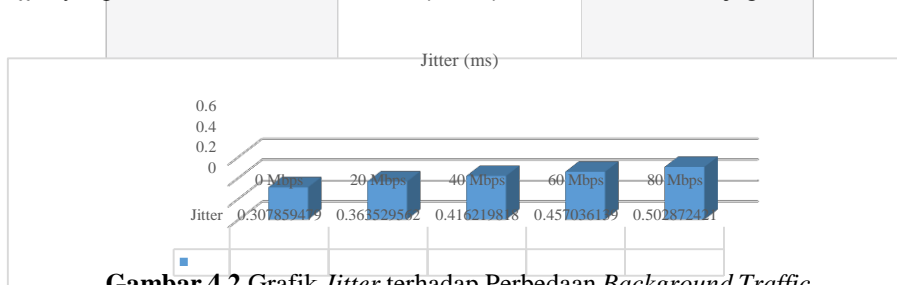 Jitter (ms)
0.6
0.4
0.2
0
0 Mbps 20 Mbps 40 Mbps 60 Mbps 80 Mbps
Jitter 0.307859479 0.363529502 0.416219818 0.457036139 0.502872421
Gambar 4.2 Grafik Jitter terhadap Perbedaan Background Traffic